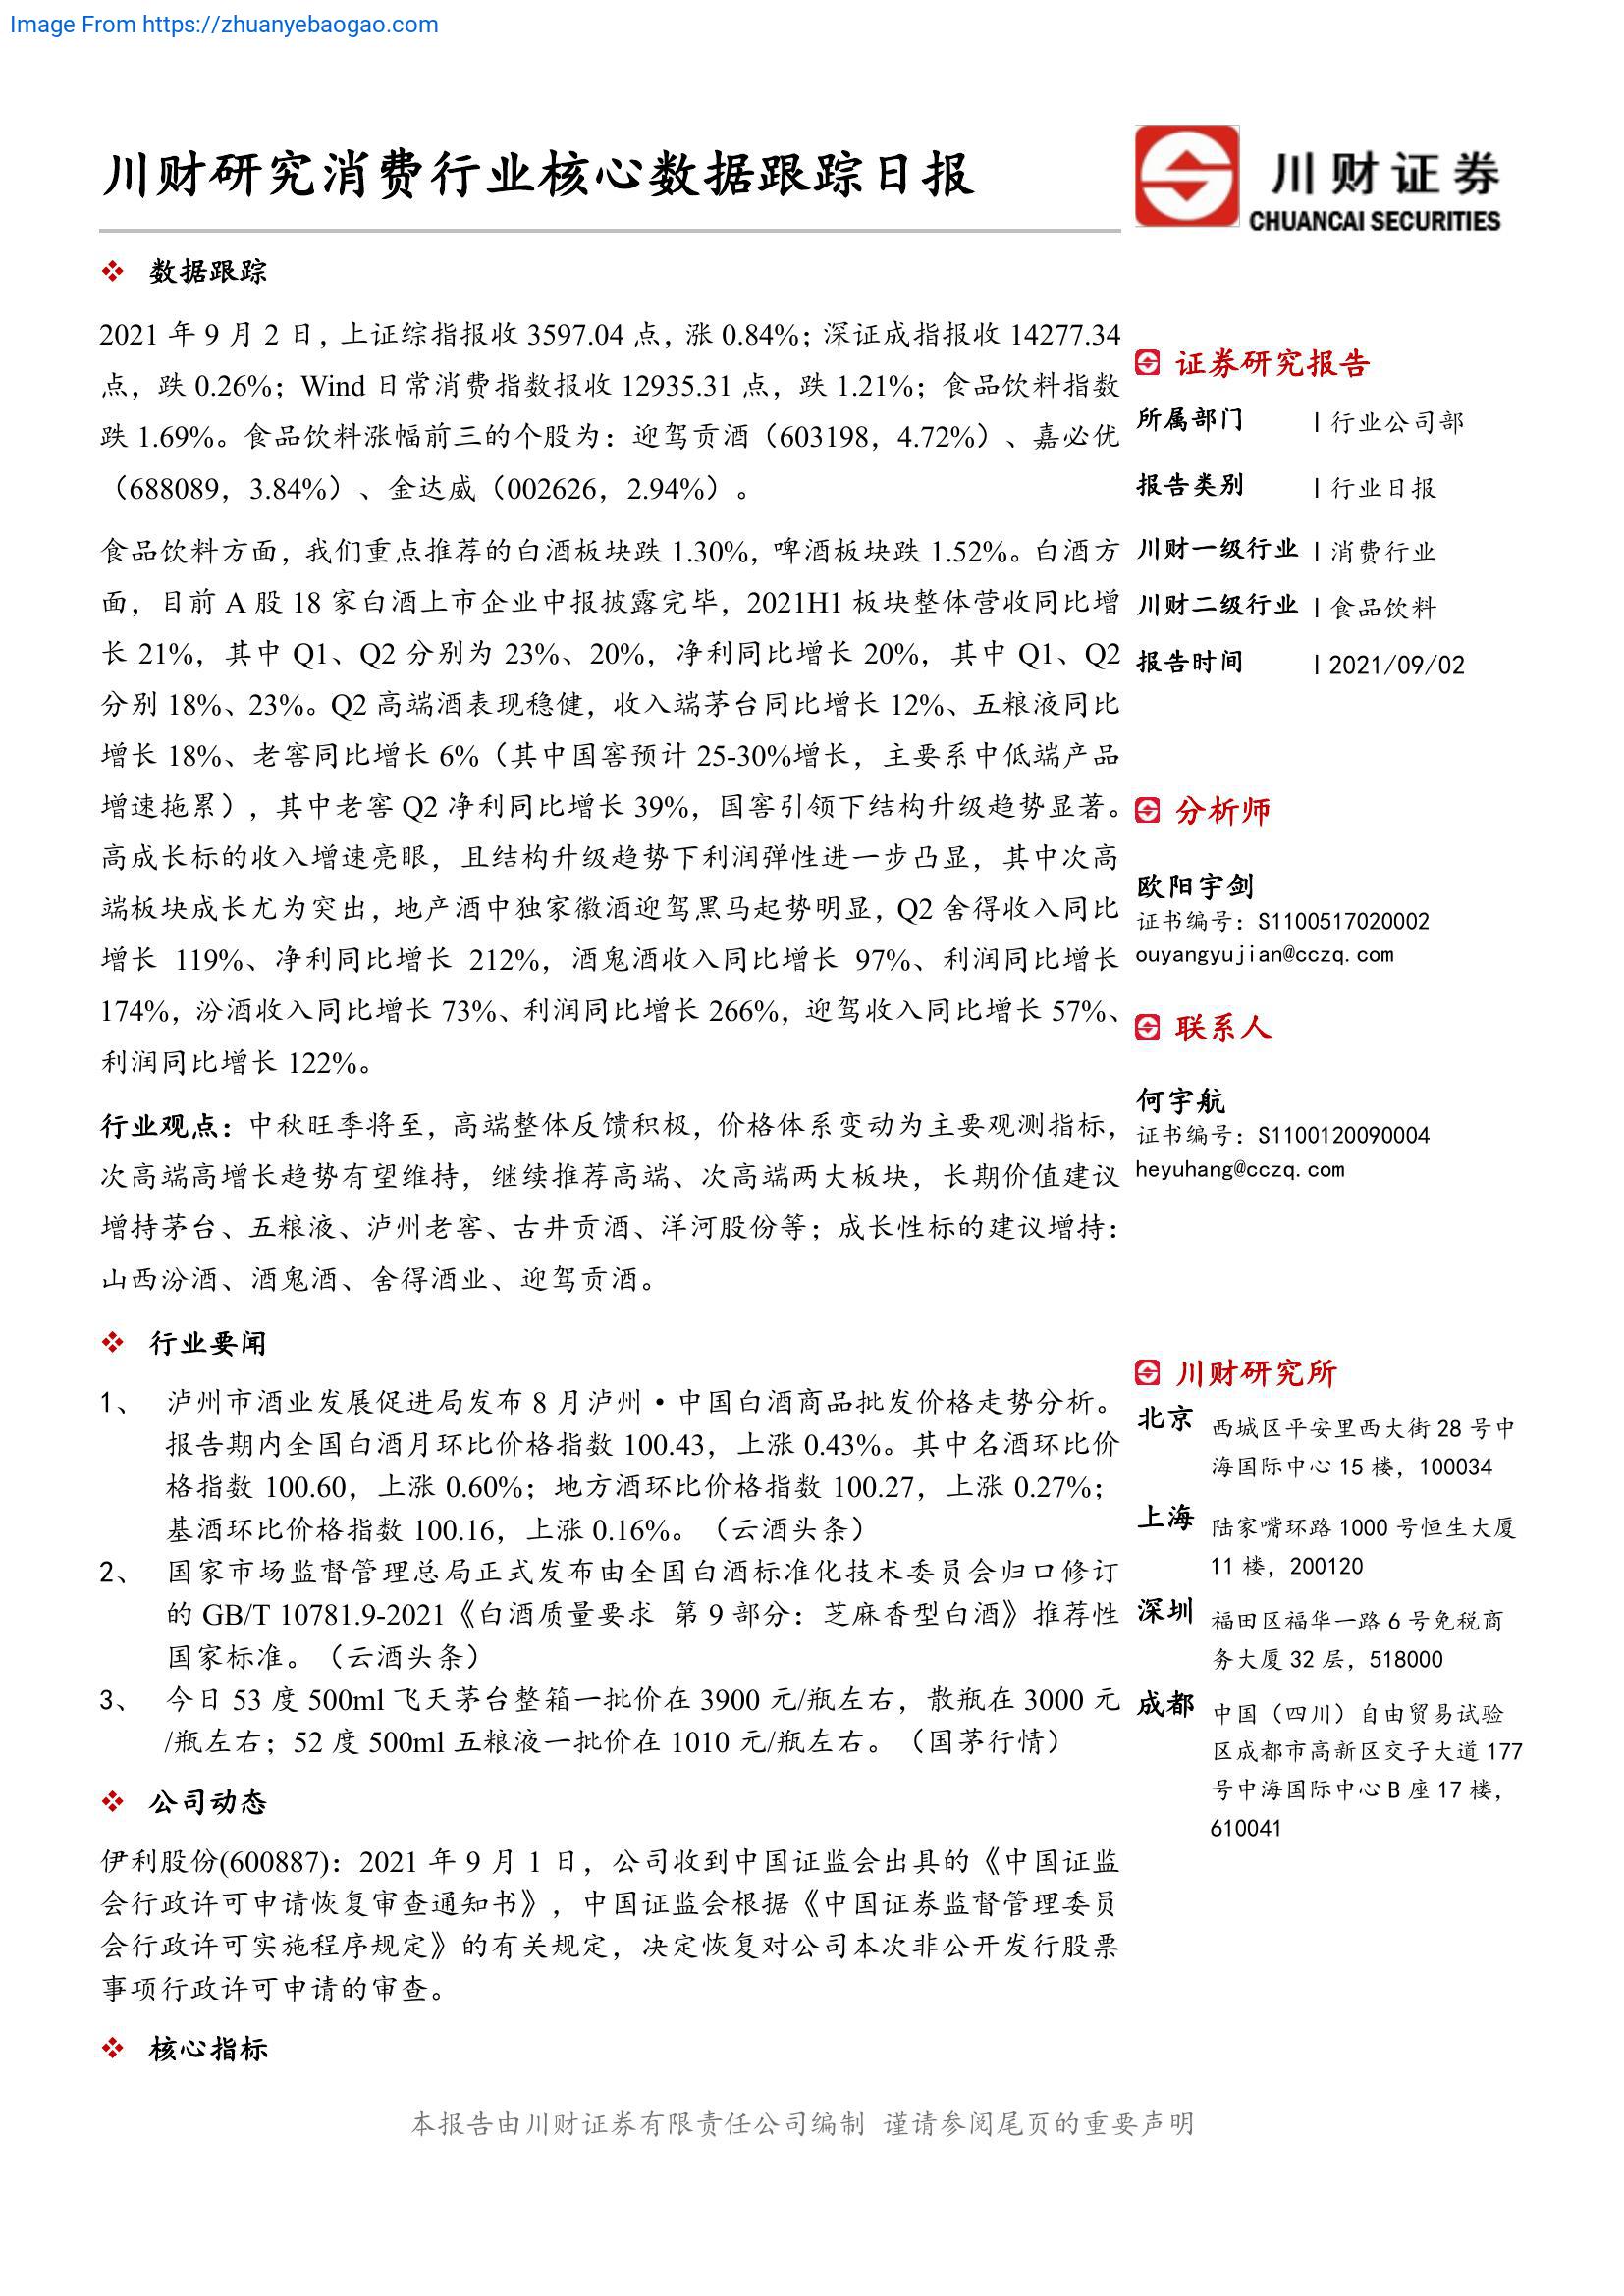 Image From https://zhuanyebaogao.com
川财研究消费行业核心数据跟踪日报
川财证券
CHUANCAI SECURITIES
❖ 数据跟踪
2021 年 9 月 2 日，上证综指报收 3597.04 点，涨 0.84%；深证成指报收 14277.34
点，跌 0.26%；Wind 日常消费指数报收 12935.31 点，跌 1.21%；食品饮料指数
跌 1.69%。食品饮料涨幅前三的个股为：迎驾贡酒（603198，4.72%）、嘉必优
（688089，3.84%）、金达威（002626，2.94%）。
食品饮料方面，我们重点推荐的白酒板块跌 1.30%，啤酒板块跌 1.52%。白酒方
面，目前 A 股 18 家白酒上市企业中报披露完毕，2021H1 板块整体营收同比增
长 21%，其中 Q1、Q2 分别为 23%、20%，净利同比增长 20%，其中 Q1、Q2
分别 18%、23%。Q2 高端酒表现稳健，收入端茅台同比增长 12%、五粮液同比
增长 18%、老窖同比增长 6%（其中国窖预计 25-30%增长，主要系中低端产品
增速拖累），其中老窖 Q2 净利同比增长 39%，国窖引领下结构升级趋势显著。
高成长标的收入增速亮眼，且结构升级趋势下利润弹性进一步凸显，其中次高
端板块成长尤为突出，地产酒中独家徽酒迎驾黑马起势明显，Q2 舍得收入同比
增长 119%、净利同比增长 212%，酒鬼酒收入同比增长 97%、利润同比增长
174%，汾酒收入同比增长 73%、利润同比增长 266%，迎驾收入同比增长 57%、
利润同比增长 122%。
行业观点：中秋旺季将至，高端整体反馈积极，价格体系变动为主要观测指标，
次高端高增长趋势有望维持，继续推荐高端、次高端两大板块，长期价值建议
增持茅台、五粮液、泸州老窖、古井贡酒、洋河股份等；成长性标的建议增持：
山西汾酒、酒鬼酒、舍得酒业、迎驾贡酒。
❖ 行业要闻
1、 泸州市酒业发展促进局发布 8 月泸州·中国白酒商品批发价格走势分析。
报告期内全国白酒月环比价格指数 100.43，上涨 0.43%。其中名酒环比价
格指数 100.60，上涨 0.60%；地方酒环比价格指数 100.27，上涨 0.27%；
基酒环比价格指数 100.16，上涨 0.16%。（云酒头条）
2、 国家市场监督管理总局正式发布由全国白酒标准化技术委员会归口修订
的 GB/T 10781.9-2021《白酒质量要求 第 9 部分：芝麻香型白酒》推荐性
国家标准。（云酒头条）
3、 今日 53 度 500ml 飞天茅台整箱一批价在 3900 元/瓶左右，散瓶在 3000 元
/瓶左右；52 度 500ml 五粮液一批价在 1010 元/瓶左右。（国茅行情）
❖ 公司动态
伊利股份(600887)：2021 年 9 月 1 日，公司收到中国证监会出具的《中国证监
会行政许可申请恢复审查通知书》，中国证监会根据《中国证券监督管理委员
会行政许可实施程序规定》的有关规定，决定恢复对公司本次非公开发行股票
事项行政许可申请的审查。
❖ 核心指标
证券研究报告
所属部门 | 行业公司部
报告类别 | 行业日报
川财一级行业 | 消费行业
川财二级行业 | 食品饮料
报告时间 | 2021/09/02
分析师
欧阳宇剑
证书编号：S1100517020002
ouyangyujian@cczq.com
联系人
何宇航
证书编号：S1100120090004
heyuhang@cczq.com
川财研究所
北京 西城区平安里西大街 28 号中
海国际中心 15 楼，100034
上海 陆家嘴环路 1000 号恒生大厦
11 楼，200120
深圳 福田区福华一路 6 号免税商
务大厦 32 层，518000
成都 中国（四川）自由贸易试验
区成都市高新区交子大道 177
号中海国际中心 B 座 17 楼，
610041
本报告由川财证券有限责任公司编制 谨请参阅尾页的重要声明